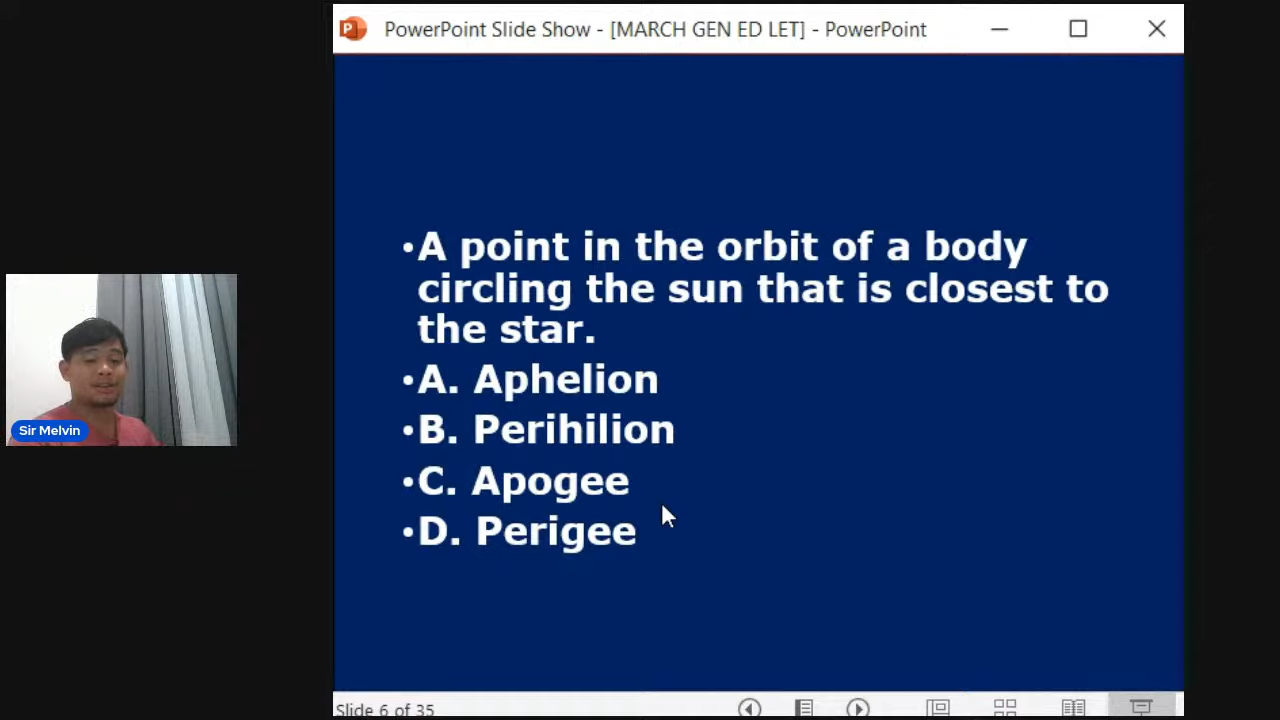 PowerPoint Slide Show - [MARCH GEN ED LET] - PowerPoint
•A point in the orbit of a body
circling the sun that is closest to
the star.
•A. Aphelion
•B. Perihilion
•C. Apogee
•D. Perigee
Sir Melvin
Slide 6 of 35